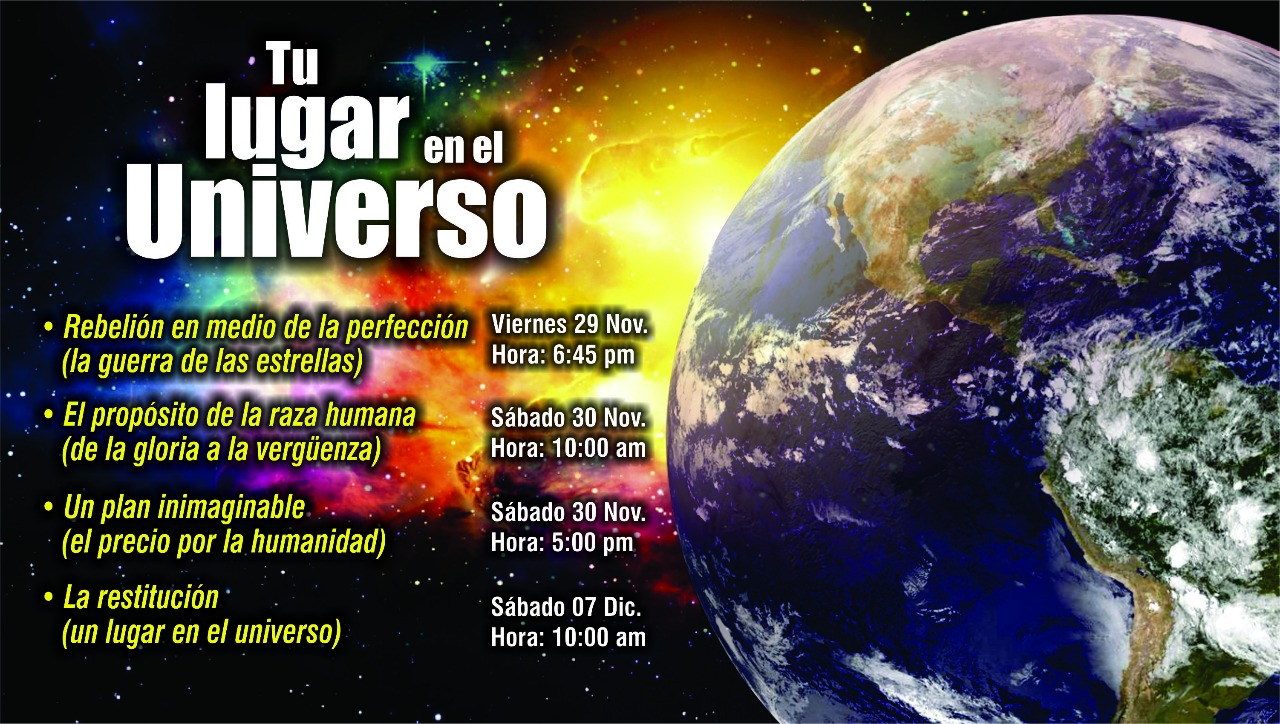 Tu
lugar en el
Universo
• Rebelión en medio de la perfección
(la guerra de las estrellas)
Viernes 29 Nov.
Hora: 6:45 pm
• El propósito de la raza humana
(de la gloria a la vergüenza)
Sábado 30 Nov.
Hora: 10:00 am
• Un plan inimaginable
(el precio por la humanidad)
Sábado 30 Nov.
Hora: 5:00 pm
• La restitución
(un lugar en el universo)
Sábado 07 Dic.
Hora: 10:00 am